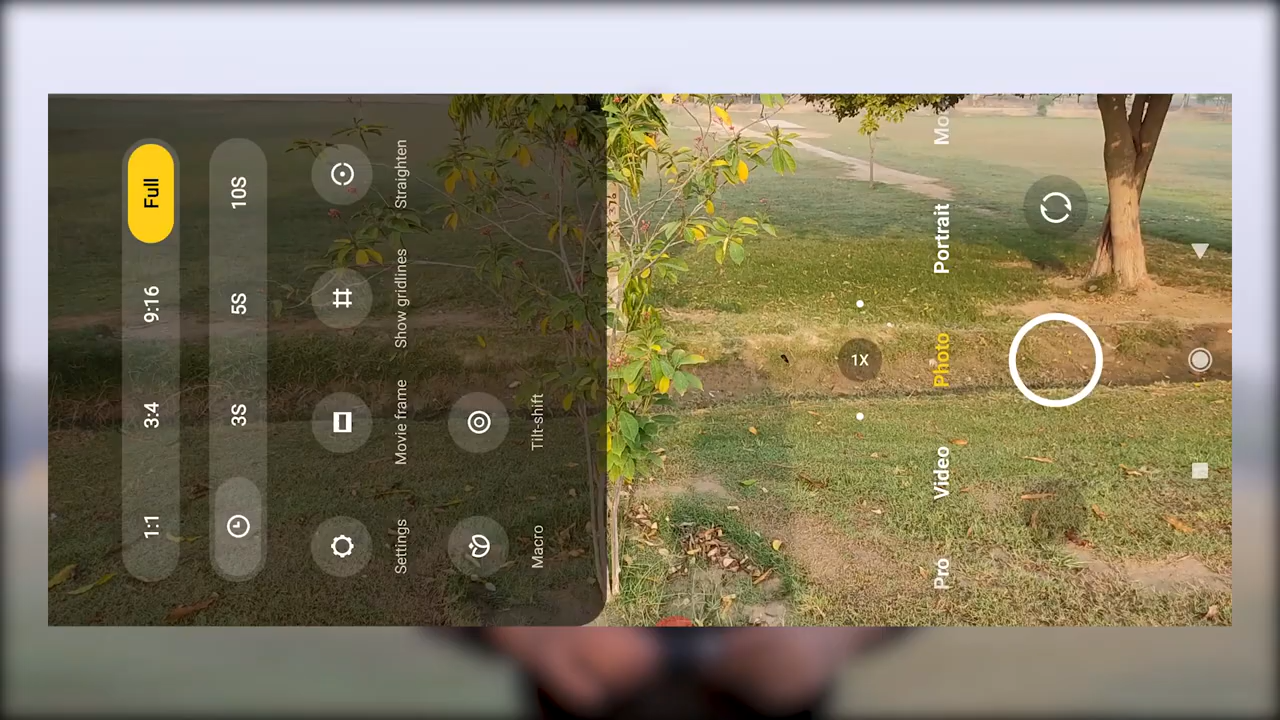 1:1 3:4 9:16 Full
3S 5S 10S
Settings Movie frame Show gridlines Straighten
Macro Tilt-shift
1X
Pro Video Photo Portrait Mo